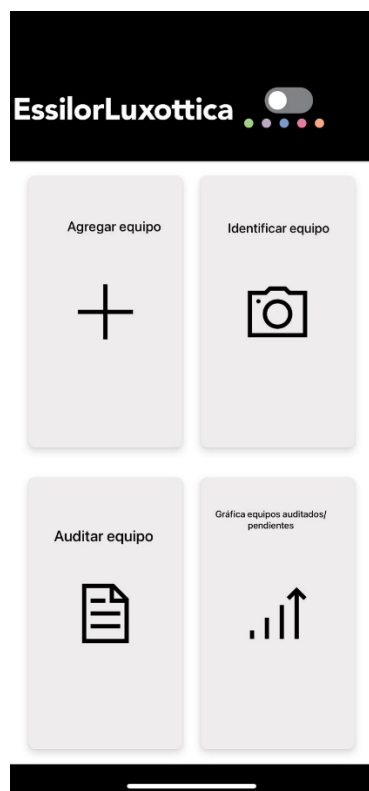 EssilorLuxottica
Agregar equipo
Identificar equipo
Auditar equipo
Gráfica equipos auditados/
pendientes